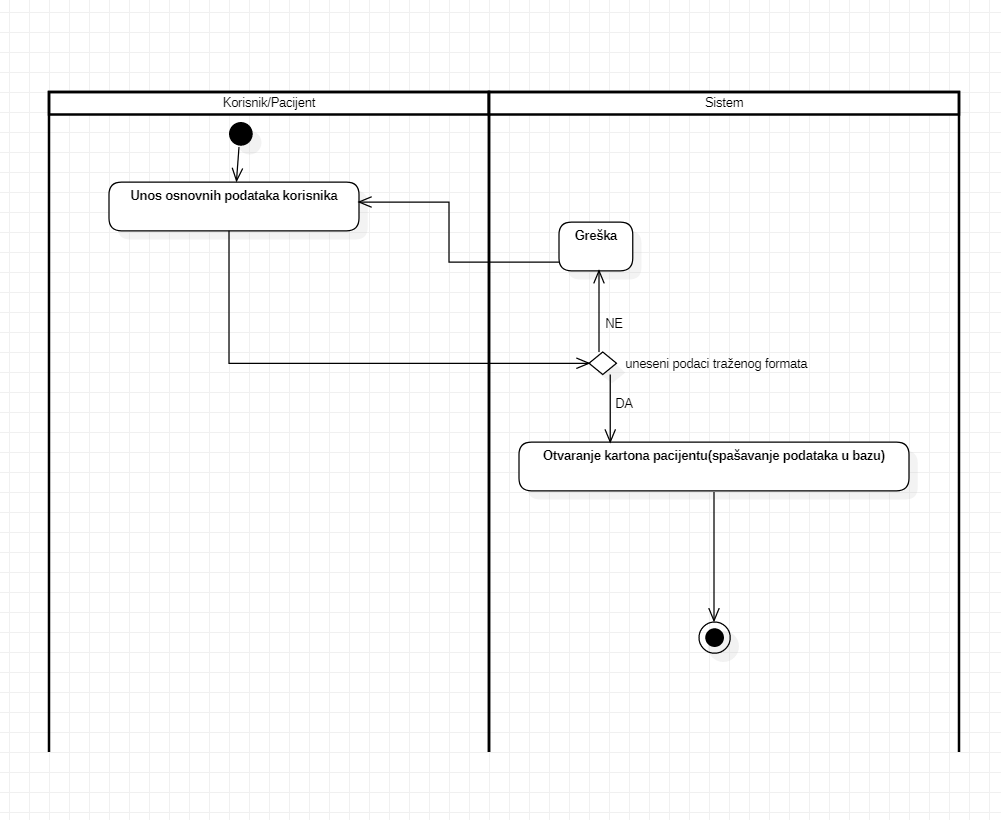 Korisnik/Pacijent
Sistem
Unos osnovnih podataka korisnika
Greška
NE
uneseni podaci traženog formata
DA
Otvaranje kartona pacijentu(spašavanje podataka u bazu)